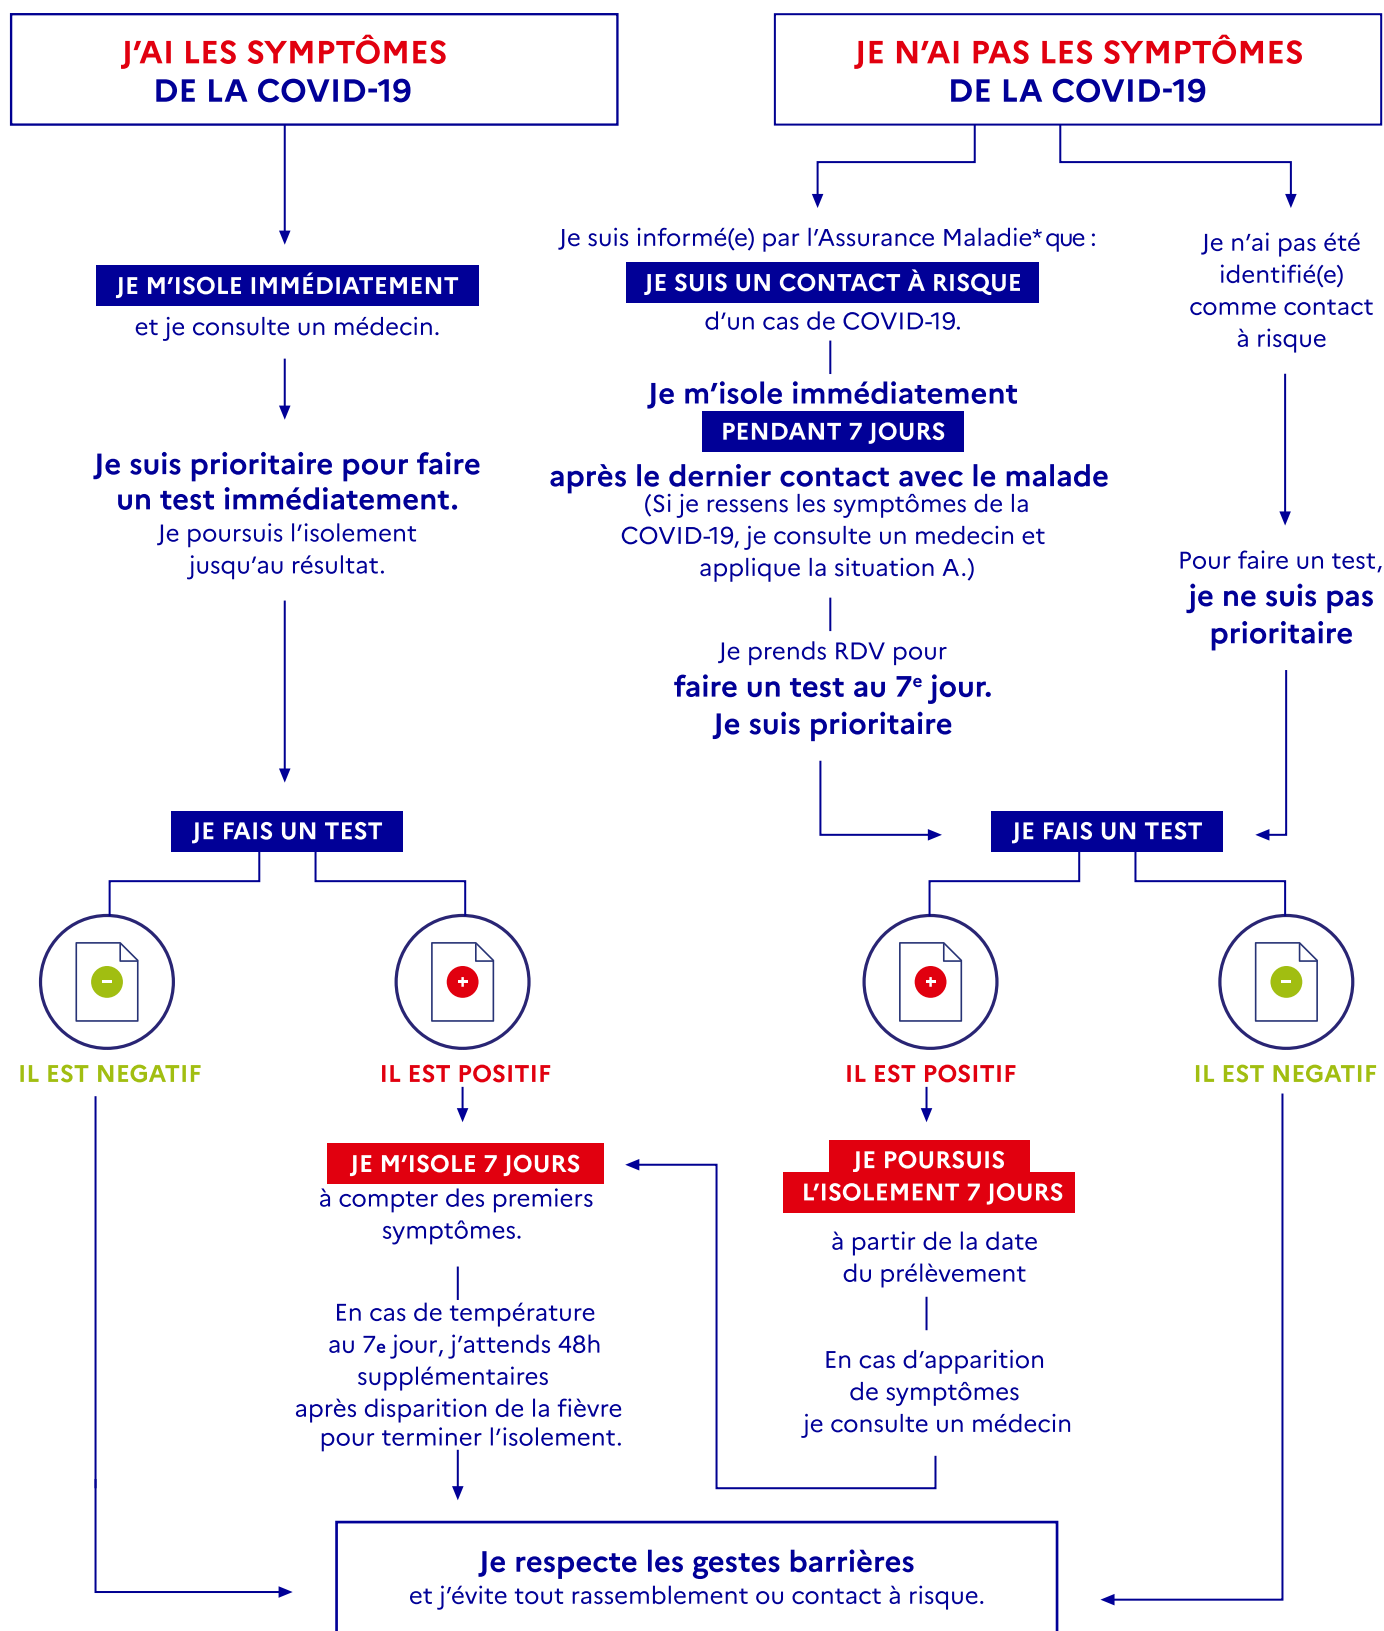 J'AI LES SYMPTÔMES
DE LA COVID-19
JE M'ISOLE IMMÉDIATEMENT
et je consulte un médecin.
Je suis prioritaire pour faire
un test immédiatement.
Je poursuis l'isolement
jusqu'au résultat.
JE FAIS UN TEST
IL EST NEGATIF
IL EST POSITIF
JE M'ISOLE 7 JOURS
à compter des premiers
symptômes.
En cas de température
au 7e jour, j'attends 48h
supplémentaires
après disparition de la fièvre
pour terminer l'isolement.
JE N'AI PAS LES SYMPTÔMES
DE LA COVID-19
Je suis informé(e) par l'Assurance Maladie* que :
JE SUIS UN CONTACT À RISQUE
d'un cas de COVID-19.
Je m'isole immédiatement
PENDANT 7 JOURS
après le dernier contact avec le malade
(Si je ressens les symptômes de la
COVID-19, je consulte un medecin et
applique la situation A.)
Je prends RDV pour
faire un test au 7e jour.
Je suis prioritaire
Je n'ai pas été
identifié(e)
comme contact
à risque
Pour faire un test,
je ne suis pas
prioritaire
JE FAIS UN TEST
IL EST POSITIF
IL EST NEGATIF
JE POURSUIS
L'ISOLEMENT 7 JOURS
à partir de la date
du prélèvement
En cas d'apparition
de symptômes
je consulte un médecin
Je respecte les gestes barrières
et j'évite tout rassemblement ou contact à risque.